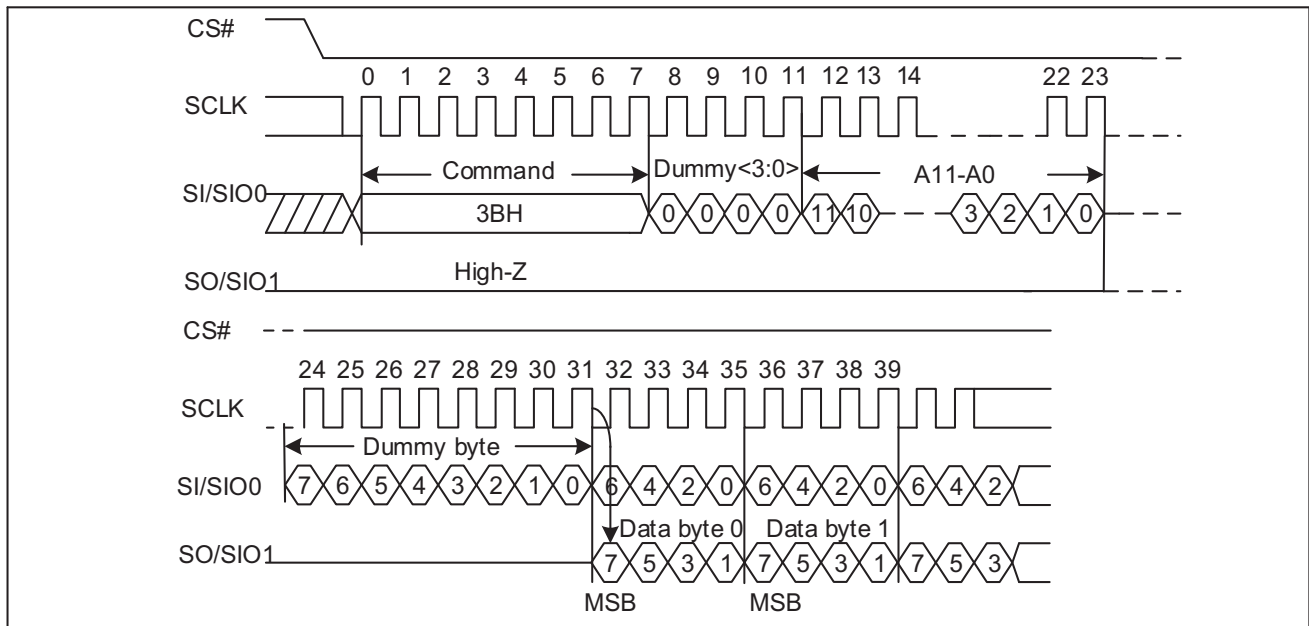 CS#
0 1 2 3 4 5 6 7 8 9 10 11 12 13 14 22 23
SCLK
Command Dummy<3:0> A11-A0
SI/SIO0
3BH 0 0 0 0 11 10 3 2 1 0
High-Z
SO/SIO1
CS#
24 25 26 27 28 29 30 31 32 33 34 35 36 37 38 39
SCLK
Dummy byte
SI/SIO0 7 6 5 4 3 2 1 0 6 4 2 0 6 4 2 0 6 4 2
Data byte 0 Data byte 1
SO/SIO1 7 5 3 1 7 5 3 1 7 5 3
MSB MSB